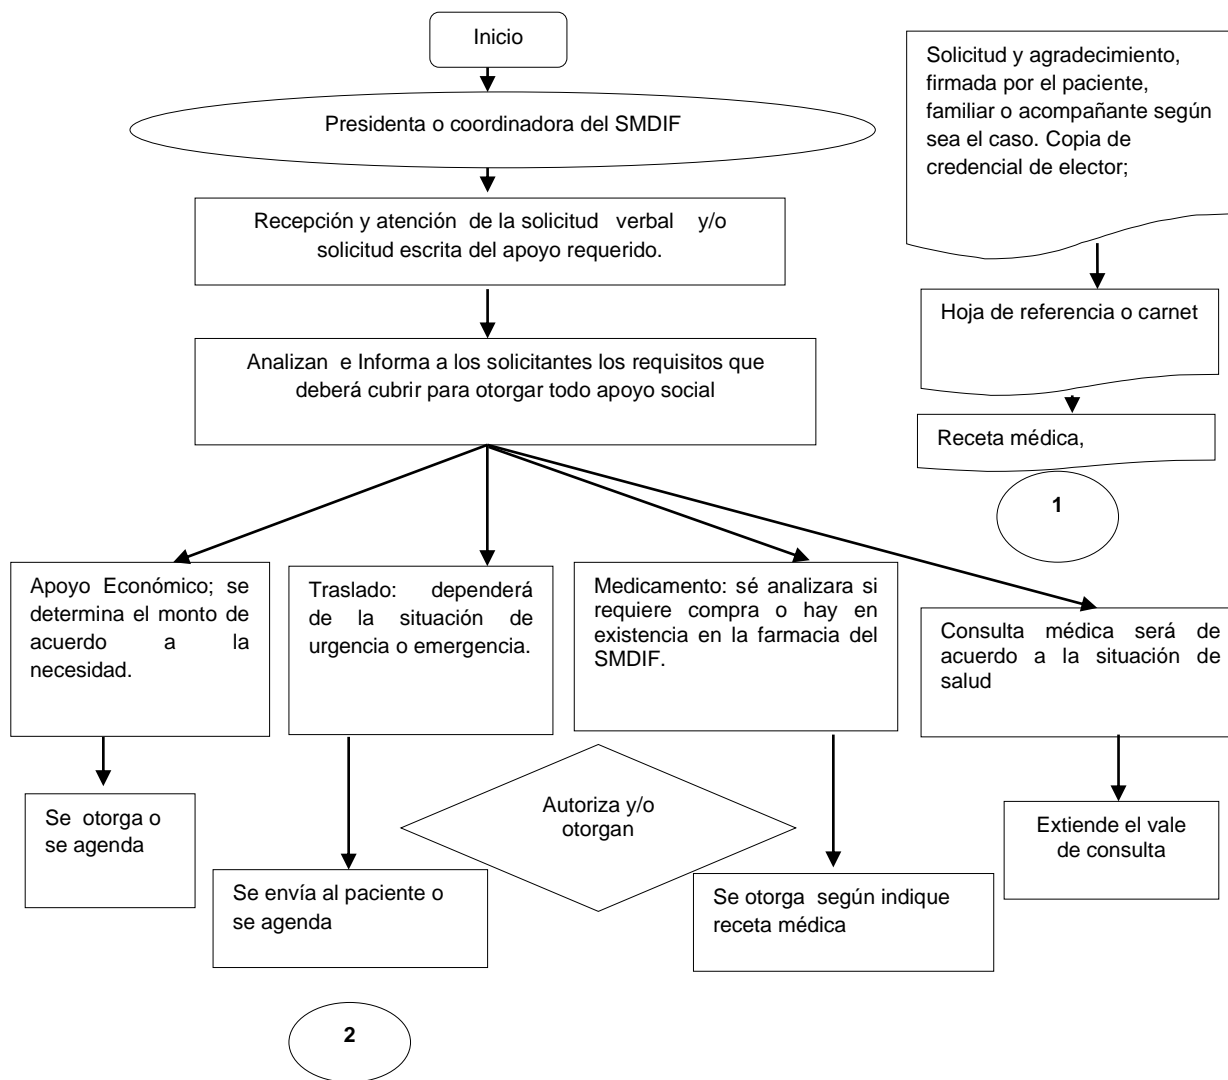 Inicio
Presidenta o coordinadora del SMDIF
Recepción y atención de la solicitud verbal y/o
solicitud escrita del apoyo requerido.
Analizan e Informa a los solicitantes los requisitos que
deberá cubrir para otorgar todo apoyo social
Solicitud y agradecimiento,
firmada por el paciente,
familiar o acompañante según
sea el caso. Copia de
credencial de elector;
Hoja de referencia o carnet
Receta médica,
1
Apoyo Económico; se
determina el monto de
acuerdo a la
necesidad.
Traslado: dependerá
de la situación de
urgencia o emergencia.
Medicamento: sé analizara si
requiere compra o hay en
existencia en la farmacia del
SMDIF.
Consulta médica será de
acuerdo a la situación de
salud
Se otorga o
se agenda
Se envía al paciente o
se agenda
Autoriza y/o
otorgan
Se otorga según indique
receta médica
Extiende el vale
de consulta
2